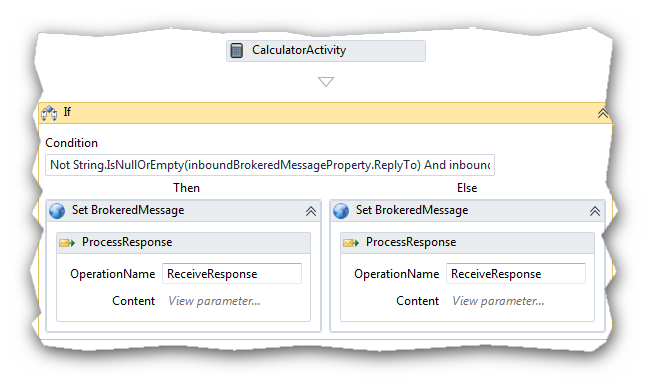 CalculatorActivity
If
Condition
Not String.IsNullOrEmpty(inboundBrokeredMessageProperty.ReplyTo) And inbound
Then Else
Set BrokeredMessage Set BrokeredMessage
ProcessResponse ProcessResponse
OperationName ReceiveResponse OperationName ReceiveResponse
Content View parameter... Content View parameter...